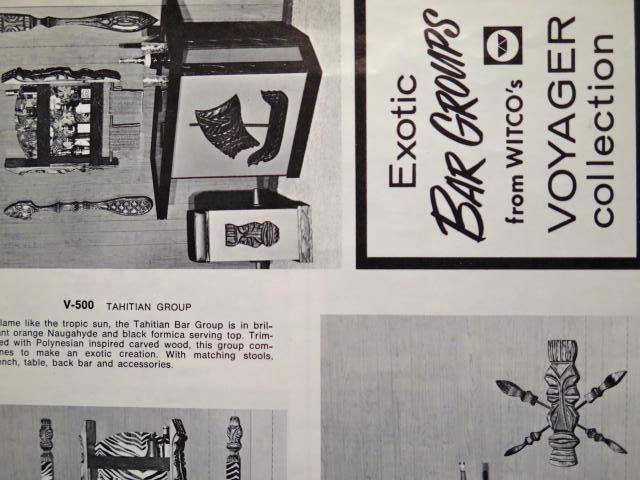 Exotic
BAR GROUPS
from WITCO's
VOYAGER
collection
V-500 TAHITIAN GROUP
lame like the tropic sun, the Tahitian Bar Group is in bril-
ant orange Naugahyde and black formica serving top. Trim-
ed with Polynesian inspired carved wood, this group com-
nes to make an exotic creation. With matching stools,
ench, table, back bar and accessories.